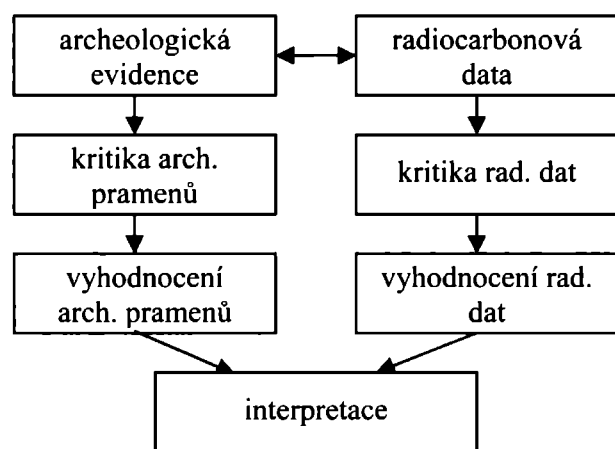 archeologická
evidence
radiocarbonová
data
kritika arch.
pramenů
kritika rad. dat
vyhodnocení
arch. pramenů
vyhodnocení rad.
dat
interpretace